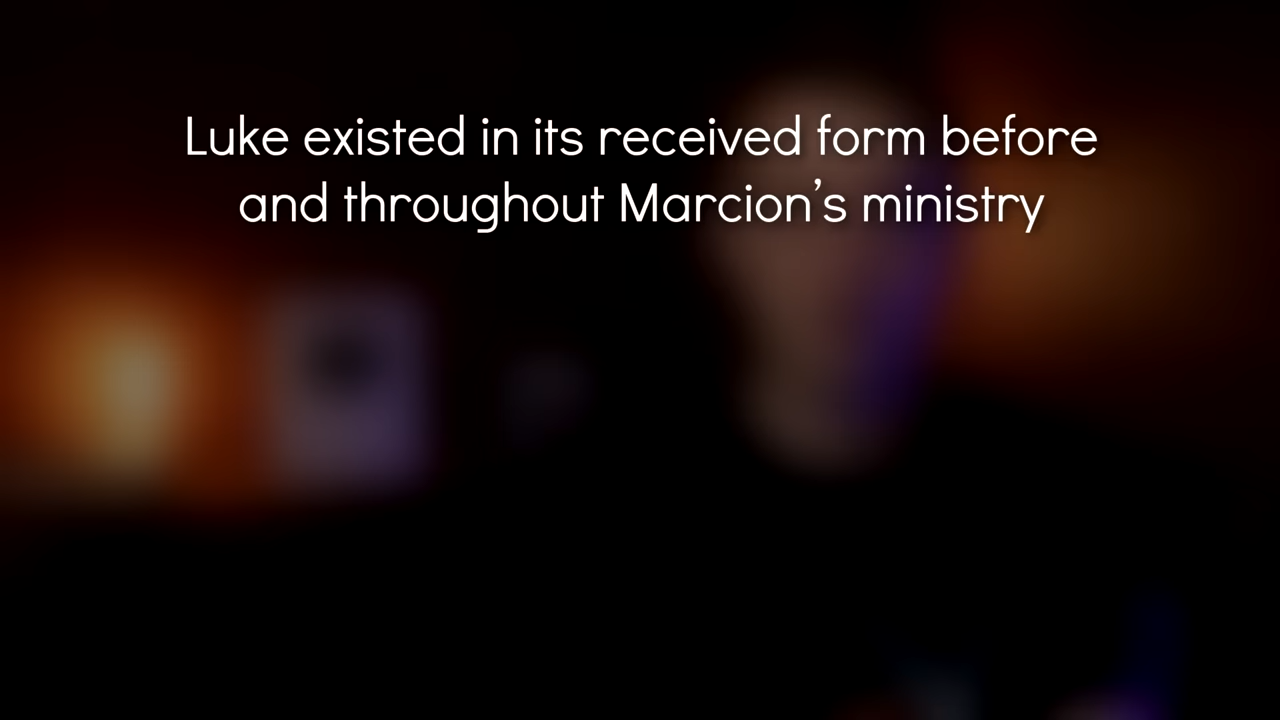 Luke existed in its received form before
and throughout Marcion’s ministry